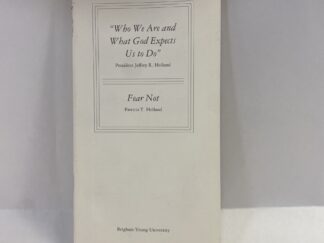 "Who We Are and
What God Expects
Us to Do"
President Jeffrey R. Holland
Fear Not
Patricia T. Holland
Brigham Young University